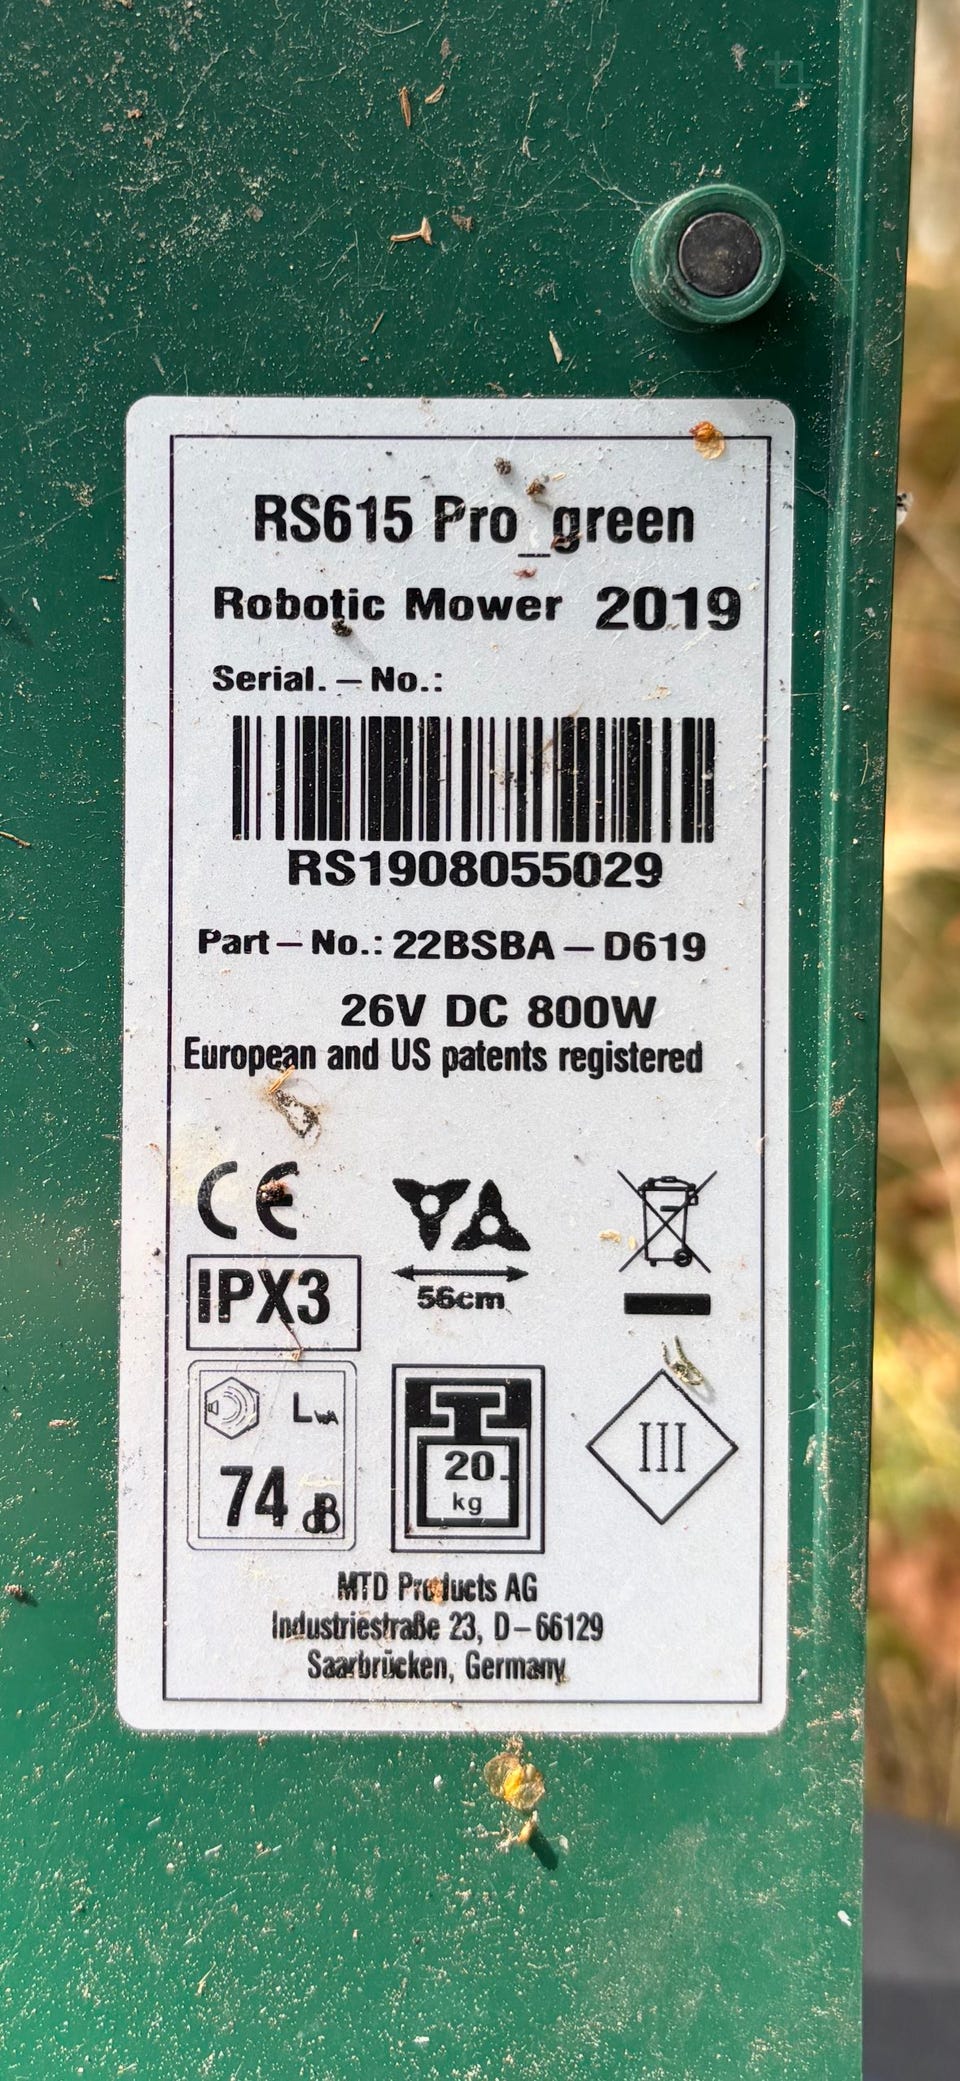 RS615 Pro_green
Robotic Mower 2019
Serial. – No.:
RS1908055029
Part – No.: 22BSBA – D619
26V DC 800W
European and US patents registered
CE
56cm
IPX3
LWA
74 dB
20
kg
III
MTD Products AG
Industriestraße 23, D – 66129
Saarbrücken, Germany